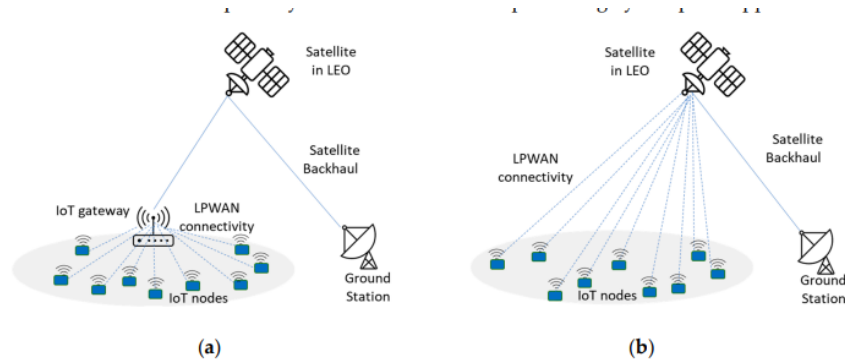 Satellite
in LEO
Satellite
Backhaul
IoT gateway
LPWAN
connectivity
IoT nodes
Ground
Station
(a)
Satellite
in LEO
LPWAN
connectivity
Satellite
Backhaul
IoT nodes
Ground
Station
(b)